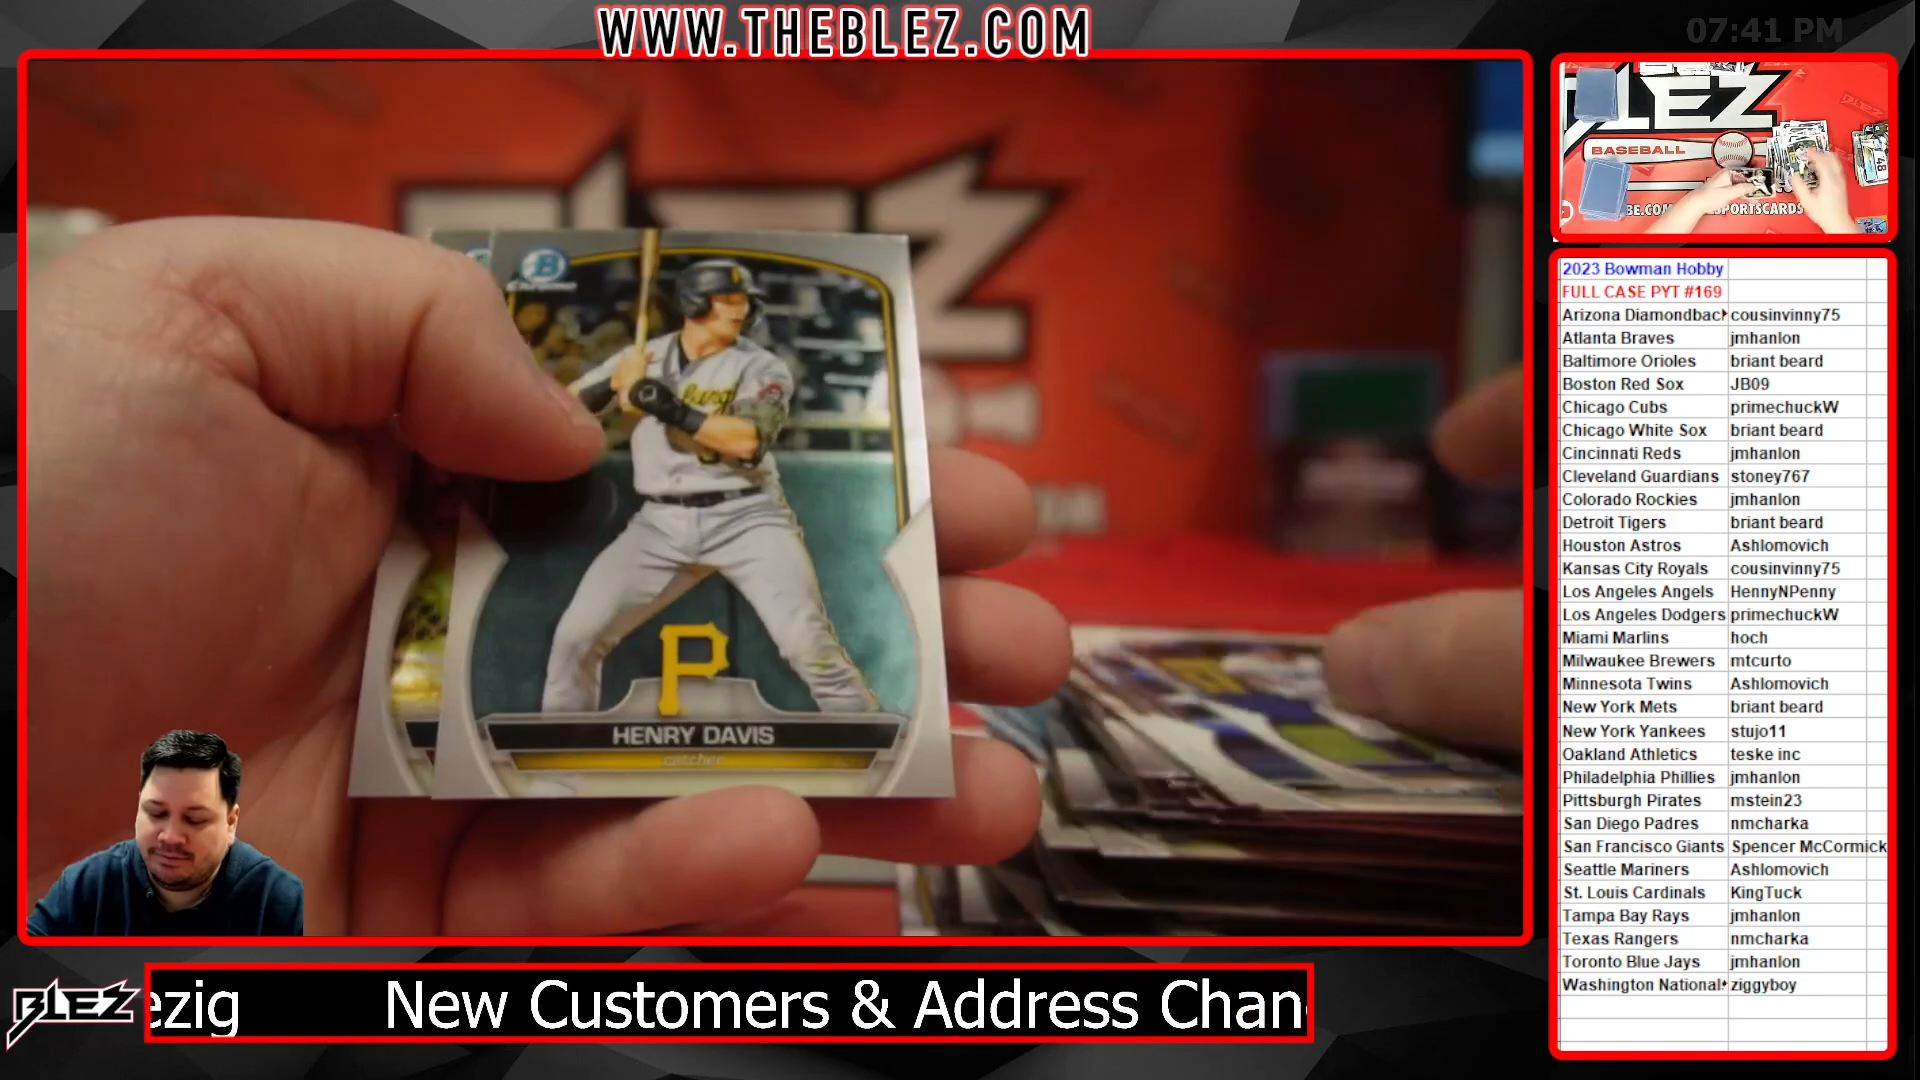 WWW.THEBLEZ.COM
07:41 PM
LEZ
BASEBALL
B
HENRY DAVIS
catcher
P
2023 Bowman Hobby
FULL CASE PYT #169
Arizona Diamondbac cousinvinny75
Atlanta Braves jmhanlon
Baltimore Orioles briant beard
Boston Red Sox JB09
Chicago Cubs primechuckW
Chicago White Sox briant beard
Cincinnati Reds jmhanlon
Cleveland Guardians stoney767
Colorado Rockies jmhanlon
Detroit Tigers briant beard
Houston Astros Ashlomovich
Kansas City Royals cousinvinny75
Los Angeles Angels HennyNPenny
Los Angeles Dodgers primechuckW
Miami Marlins hoch
Milwaukee Brewers mtcurto
Minnesota Twins Ashlomovich
New York Mets briant beard
New York Yankees stujo11
Oakland Athletics teske inc
Philadelphia Phillies jmhanlon
Pittsburgh Pirates mstein23
San Diego Padres nmcharka
San Francisco Giants Spencer McCormick
Seattle Mariners Ashlomovich
St. Louis Cardinals KingTuck
Tampa Bay Rays jmhanlon
Texas Rangers nmcharka
Toronto Blue Jays jmhanlon
Washington National ziggyboy
BLEZ
ezig New Customers & Address Chan